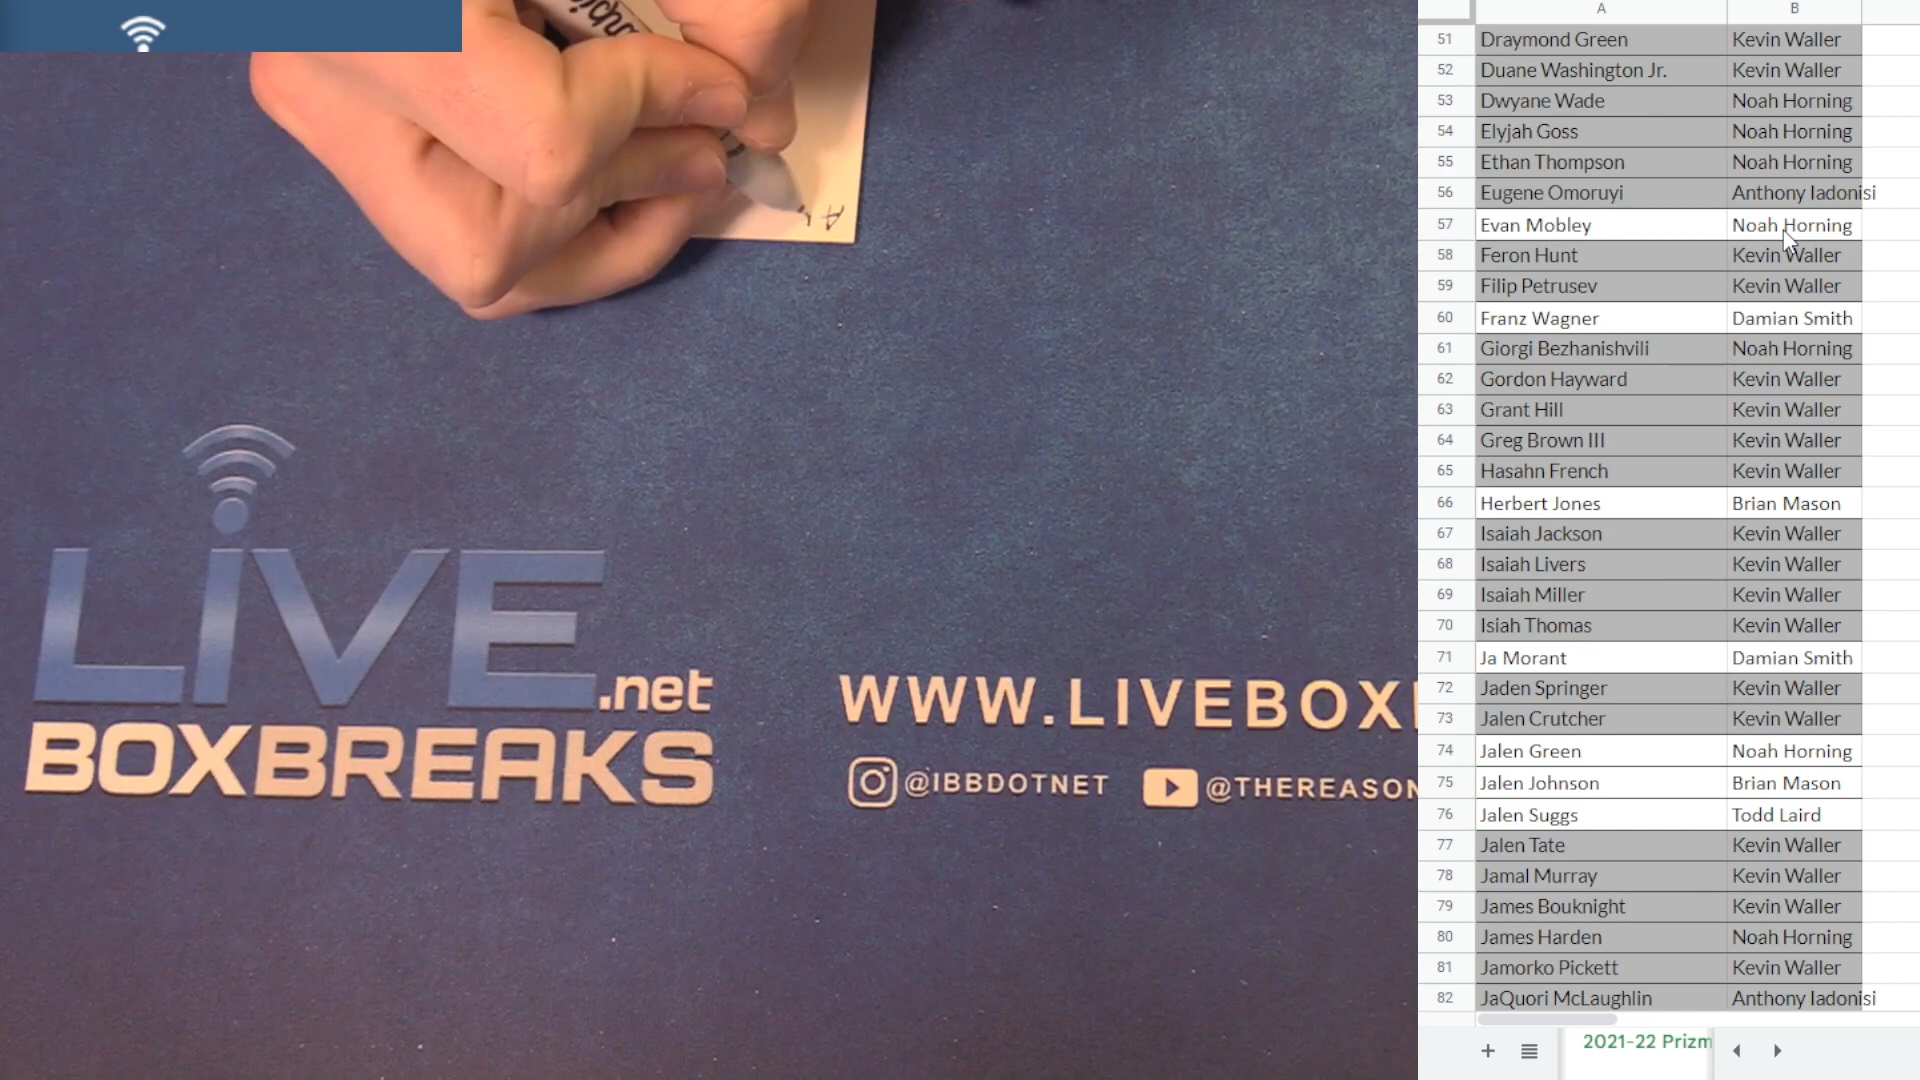 A B
51 Draymond Green Kevin Waller
52 Duane Washington Jr. Kevin Waller
53 Dwyane Wade Noah Horning
54 Elyjah Goss Noah Horning
55 Ethan Thompson Noah Horning
56 Eugene Omoruyi Anthony Iadonisi
57 Evan Mobley Noah Horning
58 Feron Hunt Kevin Waller
59 Filip Petrusev Kevin Waller
60 Franz Wagner Damian Smith
61 Giorgi Bezhanishvili Noah Horning
62 Gordon Hayward Kevin Waller
63 Grant Hill Kevin Waller
64 Greg Brown III Kevin Waller
65 Hasahn French Kevin Waller
66 Herbert Jones Brian Mason
67 Isaiah Jackson Kevin Waller
68 Isaiah Livers Kevin Waller
69 Isaiah Miller Kevin Waller
70 Isiah Thomas Kevin Waller
71 Ja Morant Damian Smith
72 Jaden Springer Kevin Waller
73 Jalen Crutcher Kevin Waller
74 Jalen Green Noah Horning
75 Jalen Johnson Brian Mason
76 Jalen Suggs Todd Laird
77 Jalen Tate Kevin Waller
78 Jamal Murray Kevin Waller
79 James Bouknight Kevin Waller
80 James Harden Noah Horning
81 Jamorko Pickett Kevin Waller
82 JaQuori McLaughlin Anthony Iadonisi
2021-22 Prizm
LIVE.net
BOXBREAKS
WWW.LIVEBOX
@IBBDOTNET @THEREASON